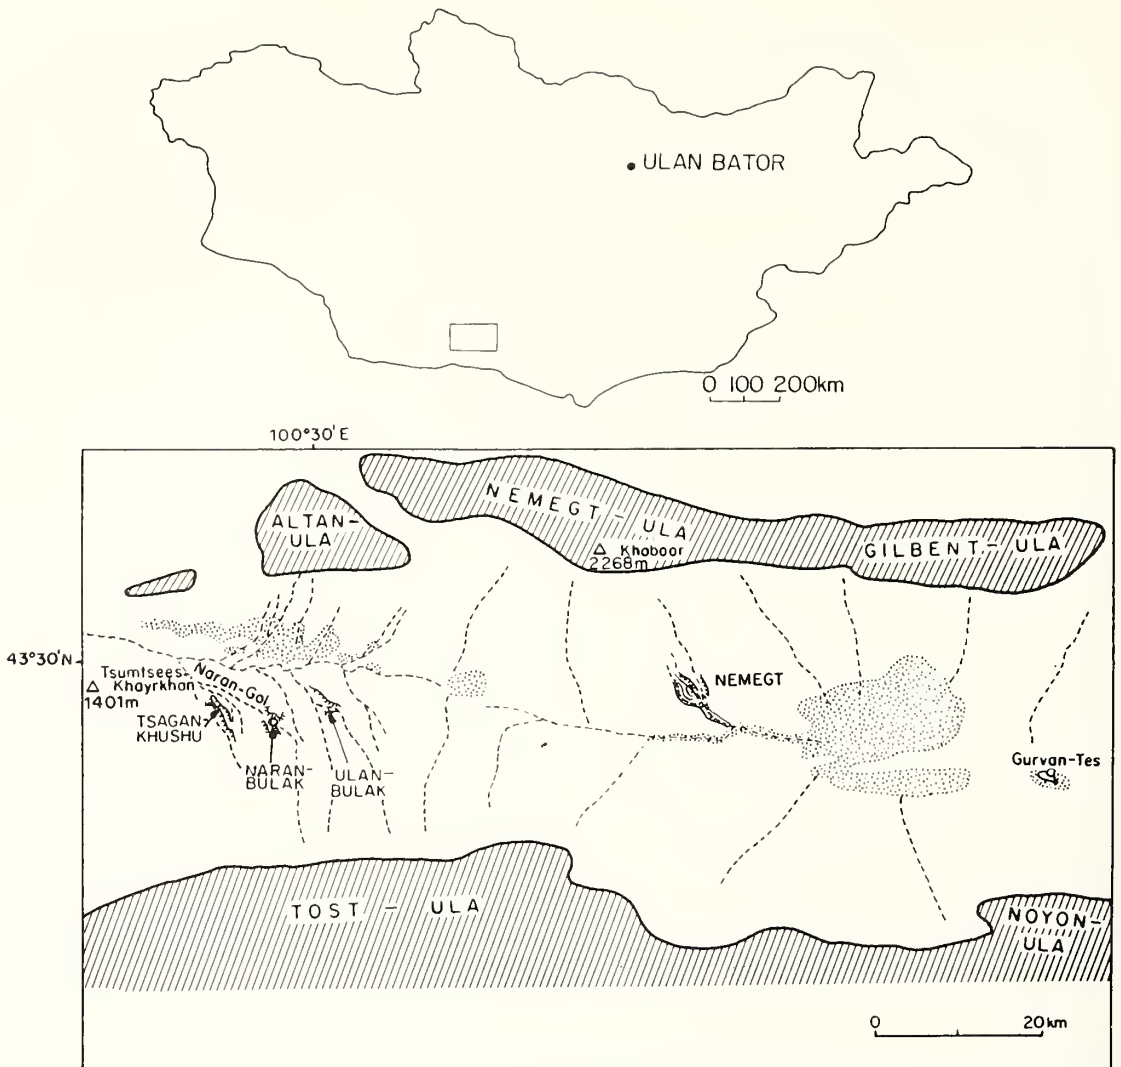 ULAN BATOR
0 100 200km
100°30' E
NEMEGT-ULA
ALTAN-
ULA
Khoboor
2268m
GILBENT-ULA
43°30'N
Tsumtsees
Khayrkhan
1401m
Naran-Gol
NEMEGT
TSAGAN-
KHUSHU
NARAN-
BULAK
ULAN-
BULAK
Gurvan-Tes
TOST - ULA
NOYON-
ULA
0 20km